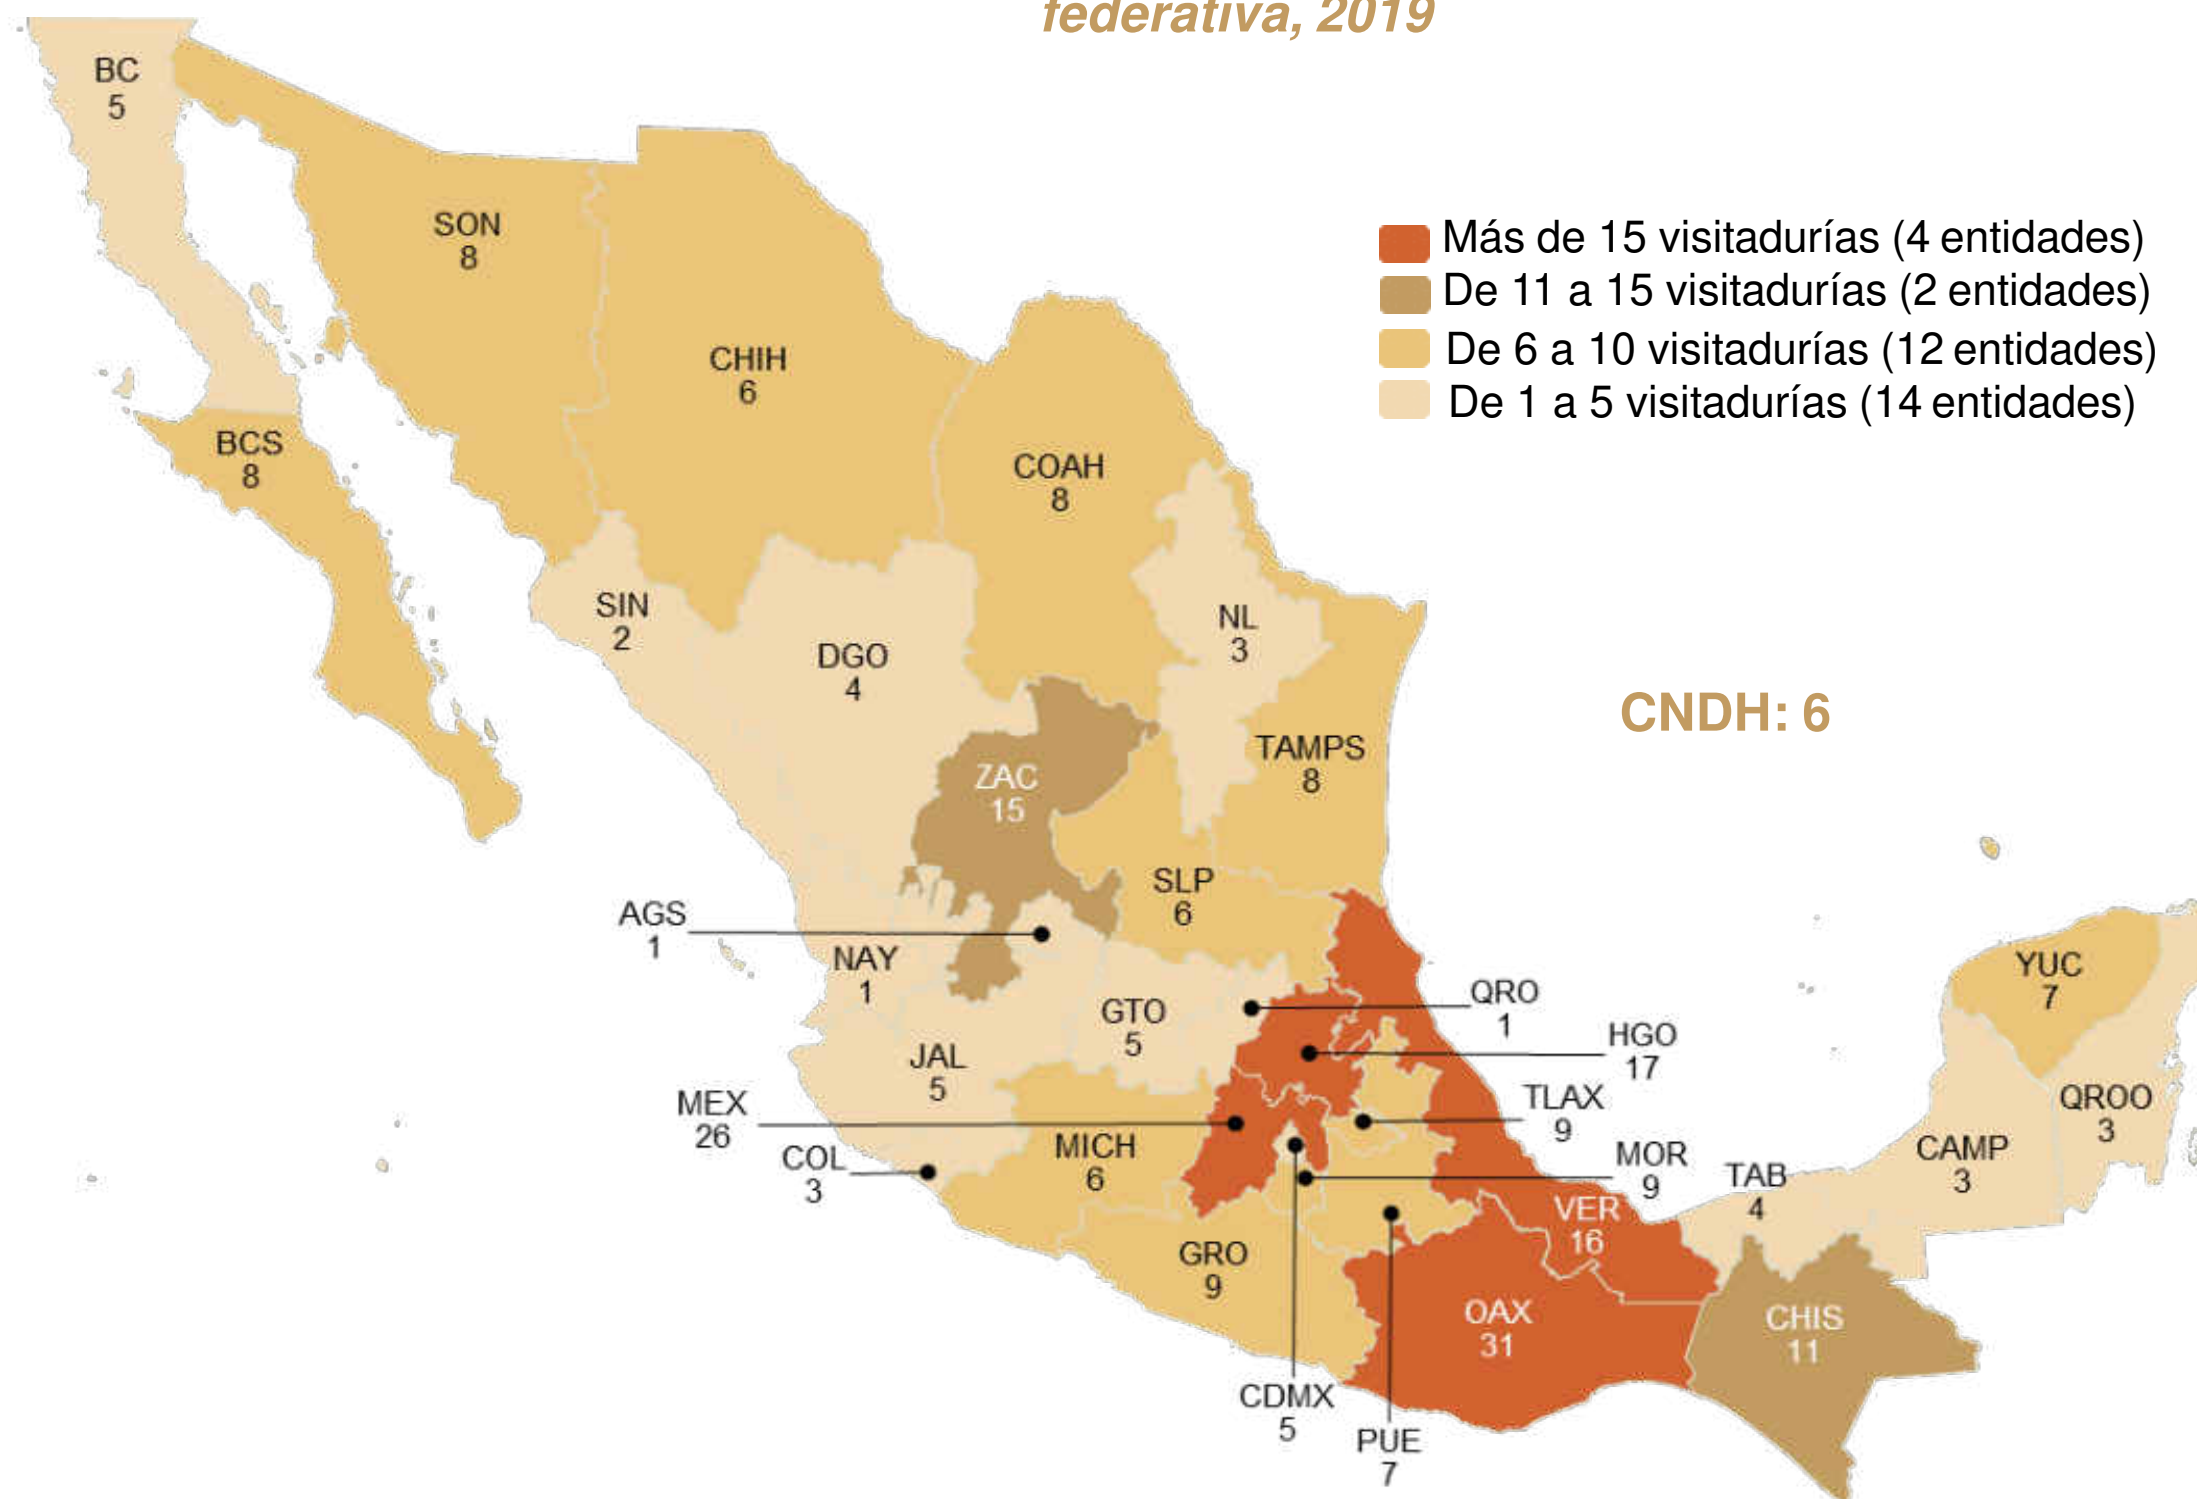 federativa, 2019
BC
5
SON
8
Más de 15 visitadurías (4 entidades)
De 11 a 15 visitadurías (2 entidades)
De 6 a 10 visitadurías (12 entidades)
De 1 a 5 visitadurías (14 entidades)
CHIH
6
BCS
8
COAH
8
SIN
2
NL
3
DGO
4
CNDH: 6
TAMPS
8
ZAC
15
SLP
6
AGS
1
NAY
1
YUC
7
QRO
1
GTO
5
HGO
17
JAL
5
MEX
26
TLAX
9
QROO
3
MICH
6
COL
3
MOR
9
CAMP
3
TAB
4
VER
16
GRO
9
OAX
31
CHIS
11
CDMX
5
PUE
7